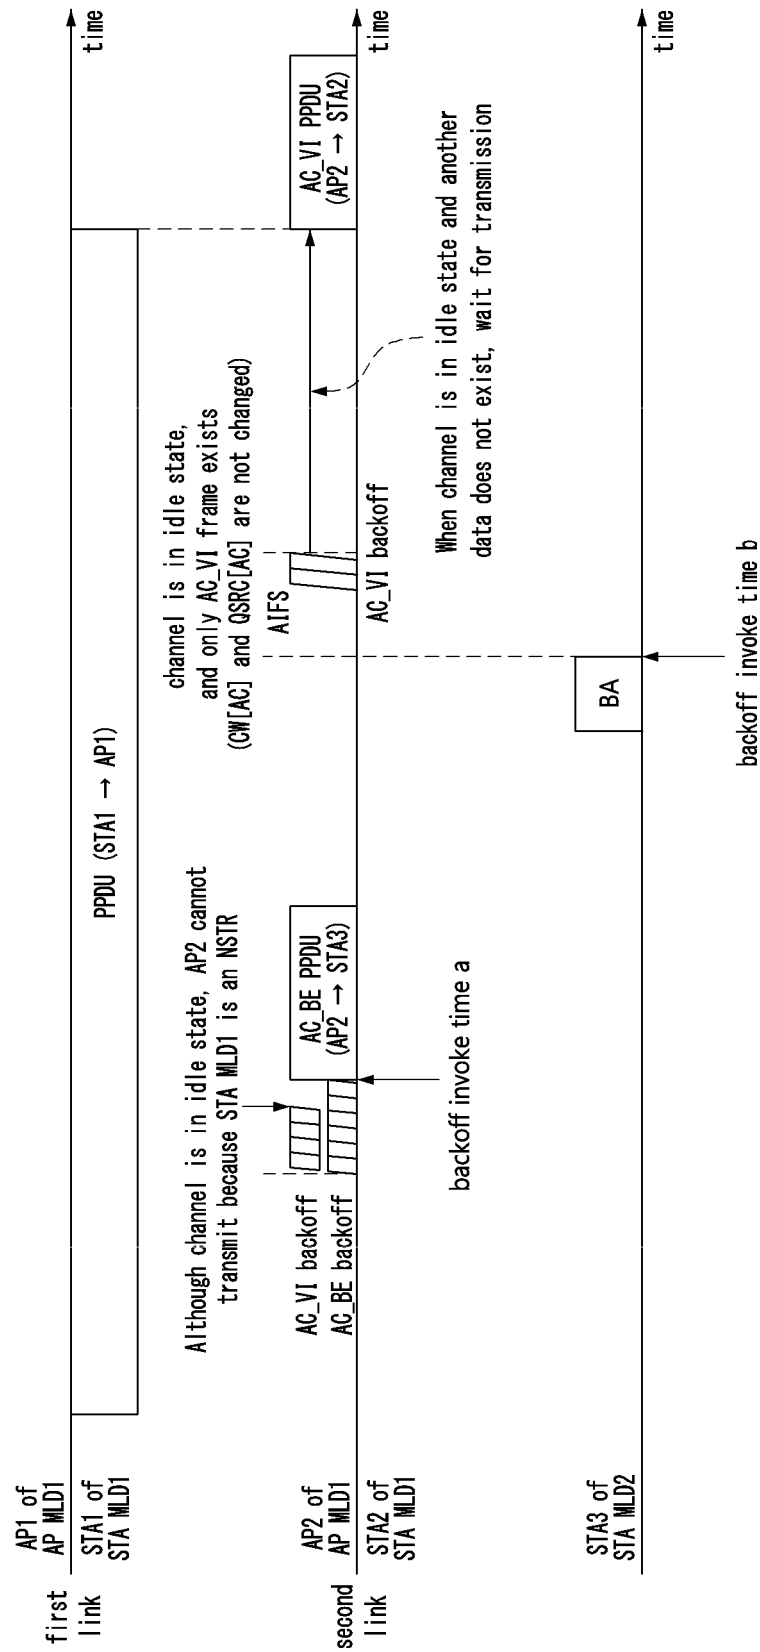 first
link
AP1 of
AP MLD1
STA1 of
STA MLD1
PPDU (STA1 → AP1)
time
Although channel is in idle state, AP2 cannot
transmit because STA MLD1 is an NSTR
channel is in idle state,
and only AC_VI frame exists
(CW[AC] and QSRC[AC] are not changed)
second
link
AP2 of
AP MLD1
STA2 of
STA MLD1
AC_VI backoff
AC_BE backoff
AC_BE PPDU
(AP2 → STA3)
AIFS
AC_VI backoff
AC_VI PPDU
(AP2 → STA2)
time
backoff invoke time a
When channel is in idle state and another
data does not exist, wait for transmission
STA3 of
STA MLD2
BA
time
backoff invoke time b